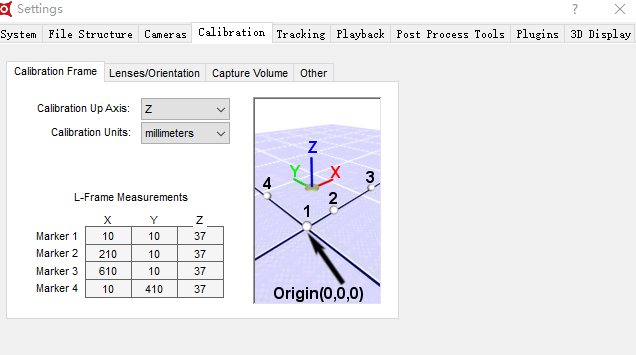 Settings
System File Structure Cameras Calibration Tracking Playback Post Process Tools Plugins 3D Display
Calibration Frame Lenses/Orientation Capture Volume Other
Calibration Up Axis: Z
Calibration Units: millimeters
L-Frame Measurements
X Y Z
Marker 1 10 10 37
Marker 2 210 10 37
Marker 3 610 10 37
Marker 4 10 410 37
Z
Y X
4 3
2
1
Origin(0,0,0)